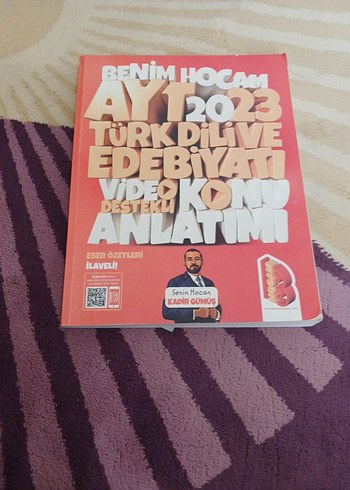 BENİM HOCAM
AYT 2023
TÜRK DİLİ VE
EDEBİYATI
VİDEO
DESTEKLİ
KONU
ANLATIMI
ESER ÖZETLERİ
İLAVELİ!
Senin Hocan
KADİR GÜMÜŞ
B